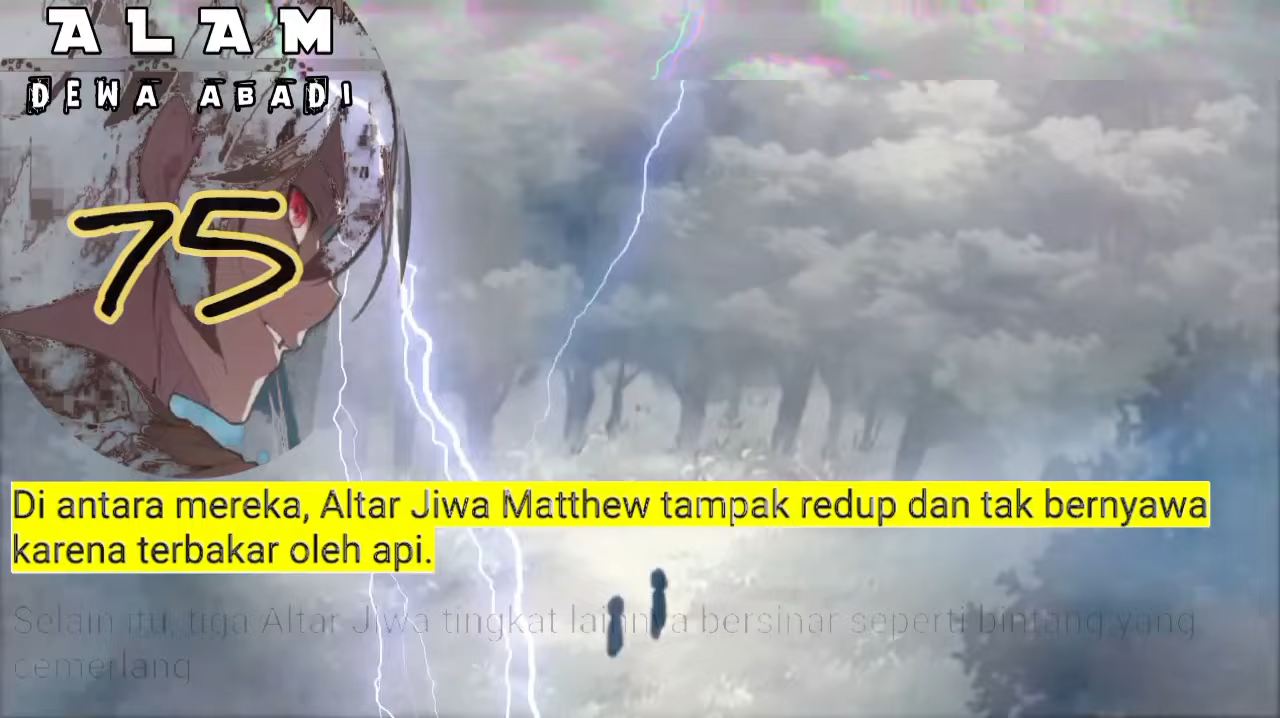 ALAM
DEWA ABADI
75
Di antara mereka, Altar Jiwa Matthew tampak redup dan tak bernyawa
karena terbakar oleh api.
Selain itu, tiga Altar Jiwa tingkat lainnya bersinar seperti bintang yang
cemerlang